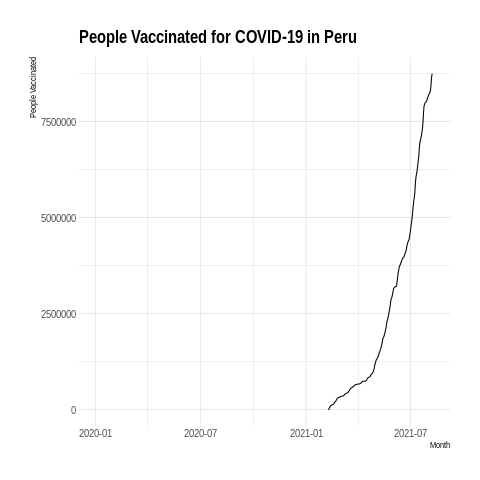 People Vaccinated for COVID-19 in Peru
People Vaccinated
7500000
5000000
2500000
0
2020-01 2020-07 2021-01 2021-07
Month